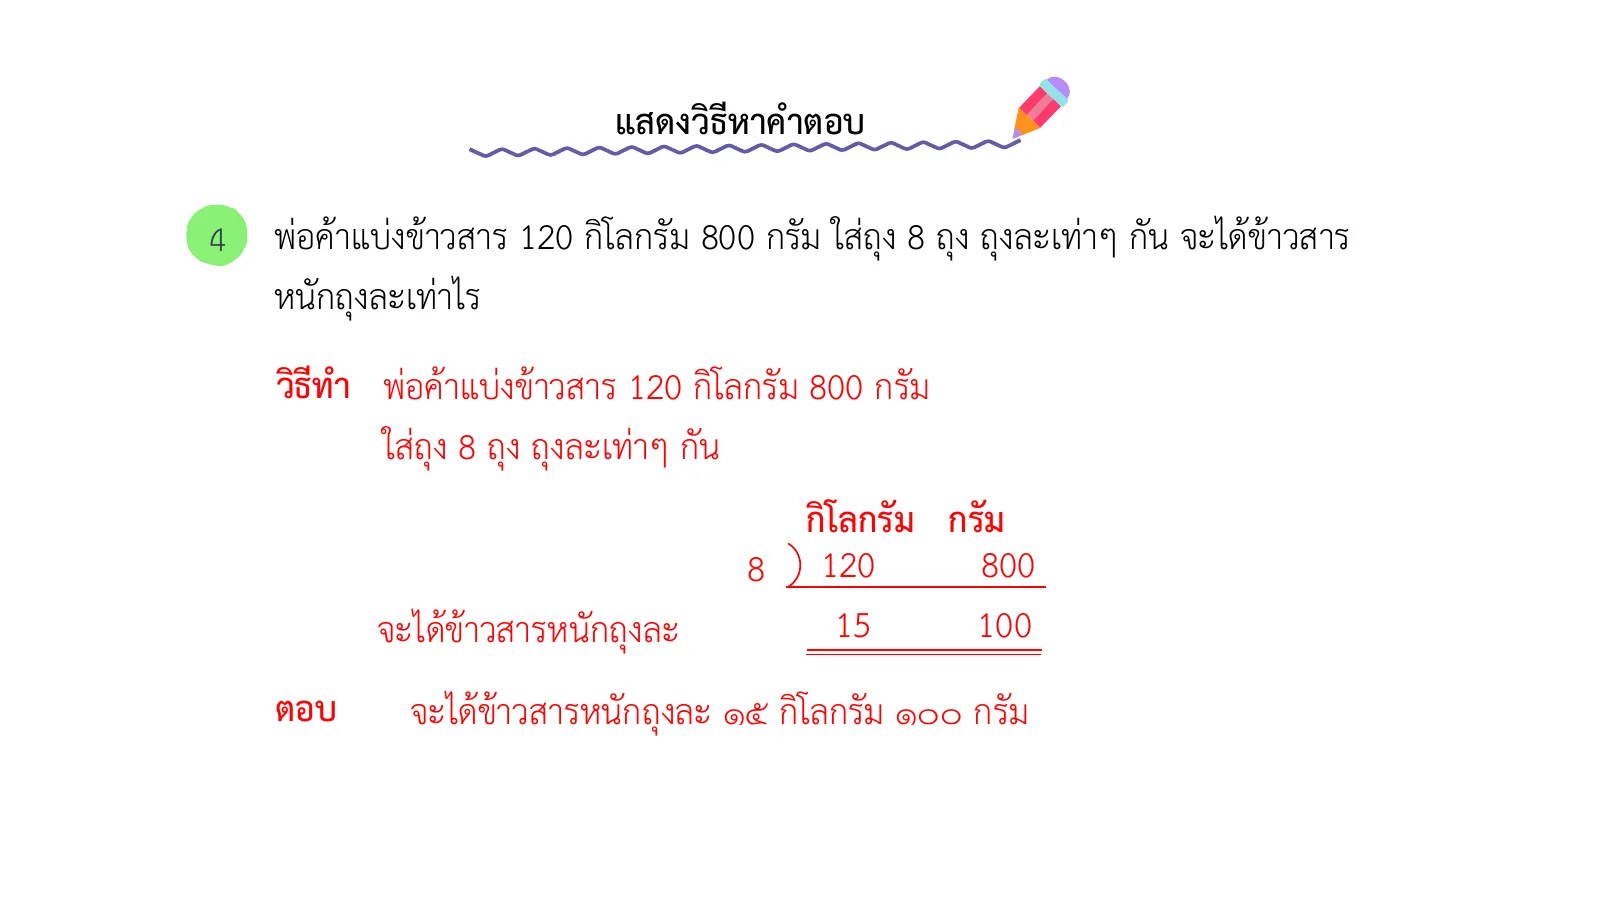 แสดงวิธีหาคำตอบ
4 พ่อค้าแบ่งข้าวสาร 120 กิโลกรัม 800 กรัม ใส่ถุง 8 ถุง ถุงละเท่าๆ กัน จะได้ข้าวสาร
หนักถุงละเท่าไร
วิธีทำ พ่อค้าแบ่งข้าวสาร 120 กิโลกรัม 800 กรัม
ใส่ถุง 8 ถุง ถุงละเท่าๆ กัน
กิโลกรัม กรัม
8 ) 120 800
จะได้ข้าวสารหนักถุงละ 15 100
ตอบ จะได้ข้าวสารหนักถุงละ ๑๕ กิโลกรัม ๑๐๐ กรัม